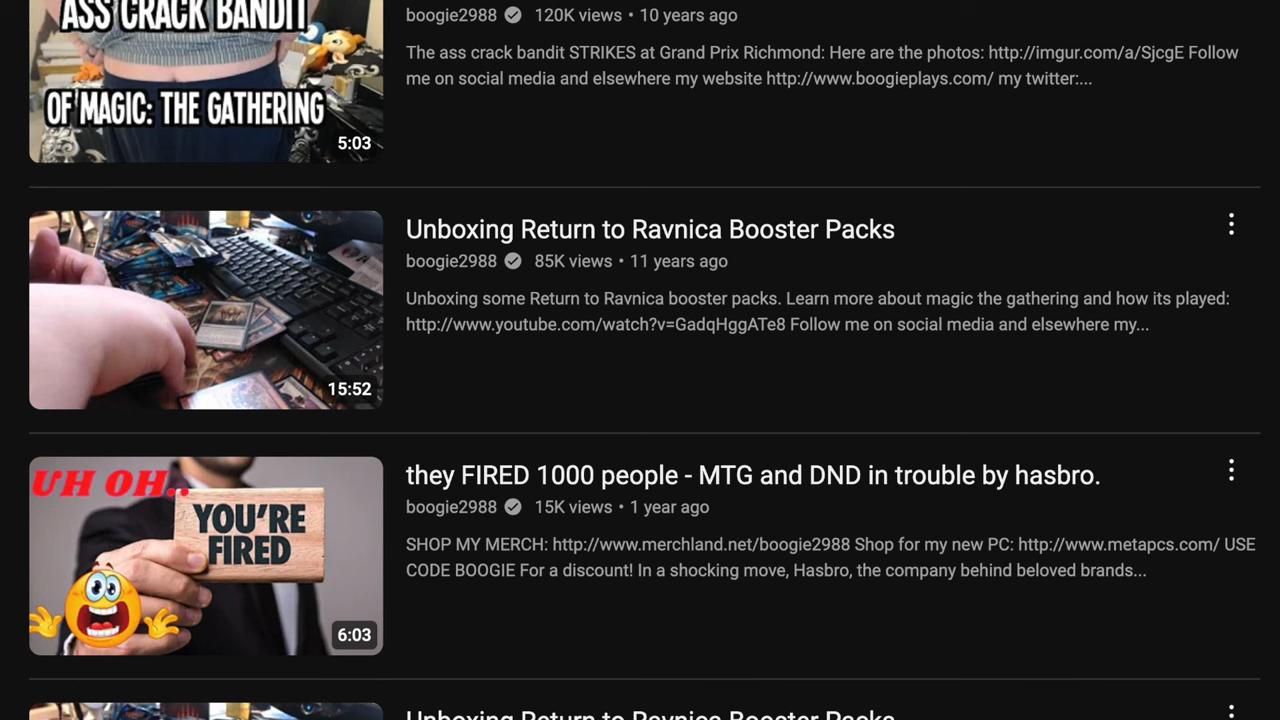 ASS CRACK BANDIT
OF MAGIC: THE GATHERING
5:03
boogie2988 120K views • 10 years ago
The ass crack bandit STRIKES at Grand Prix Richmond: Here are the photos: http://imgur.com/a/SjcgE Follow
me on social media and elsewhere my website http://www.boogieplays.com/ my twitter:...
15:52
Unboxing Return to Ravnica Booster Packs
boogie2988 85K views • 11 years ago
Unboxing some Return to Ravnica booster packs. Learn more about magic the gathering and how its played:
http://www.youtube.com/watch?v=GadqHggATe8 Follow me on social media and elsewhere my...
UH OH..
YOU'RE
FIRED
6:03
they FIRED 1000 people - MTG and DND in trouble by hasbro.
boogie2988 15K views • 1 year ago
SHOP MY MERCH: http://www.merchland.net/boogie2988 Shop for my new PC: http://www.metapcs.com/ USE
CODE BOOGIE For a discount! In a shocking move, Hasbro, the company behind beloved brands...
Unboxing Return to Ravnica Booster Packs